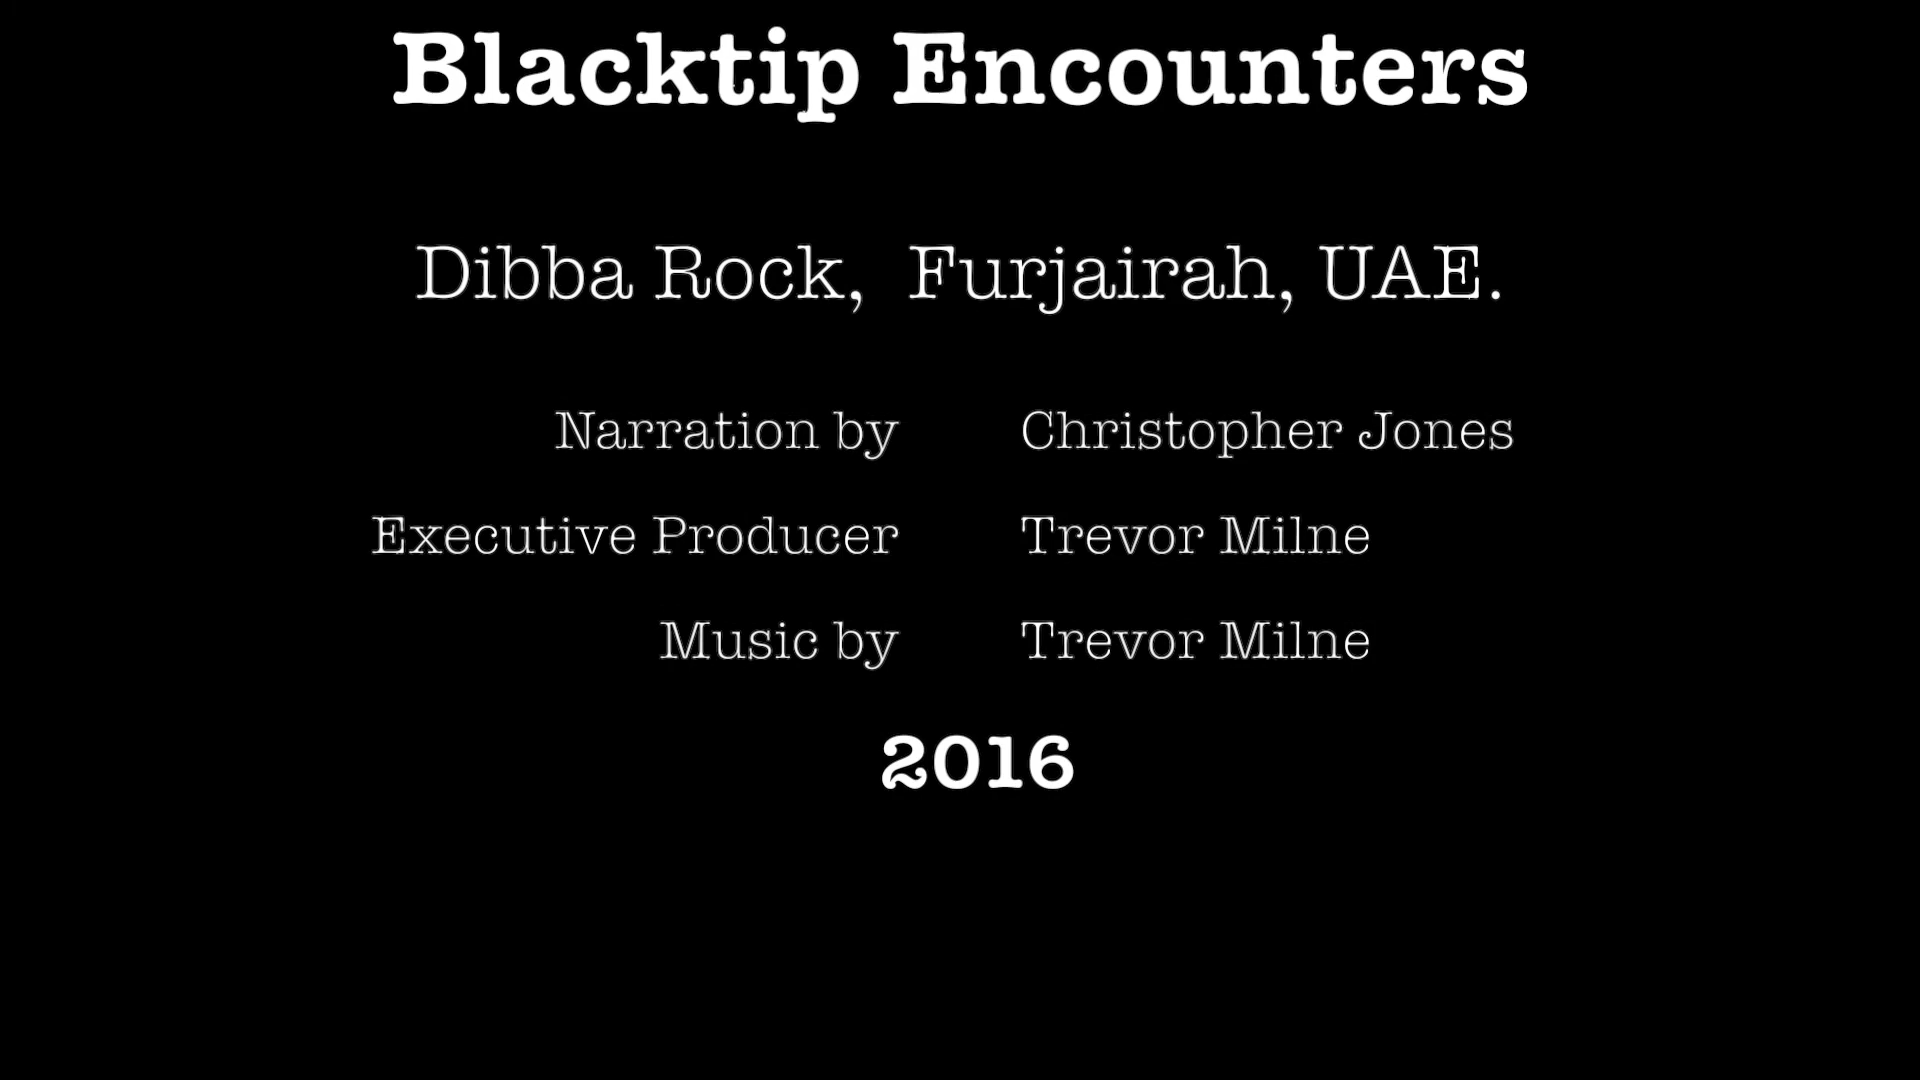 Blacktip Encounters
Dibba Rock, Furjairah, UAE.
Narration by Christopher Jones
Executive Producer Trevor Milne
Music by Trevor Milne
2016